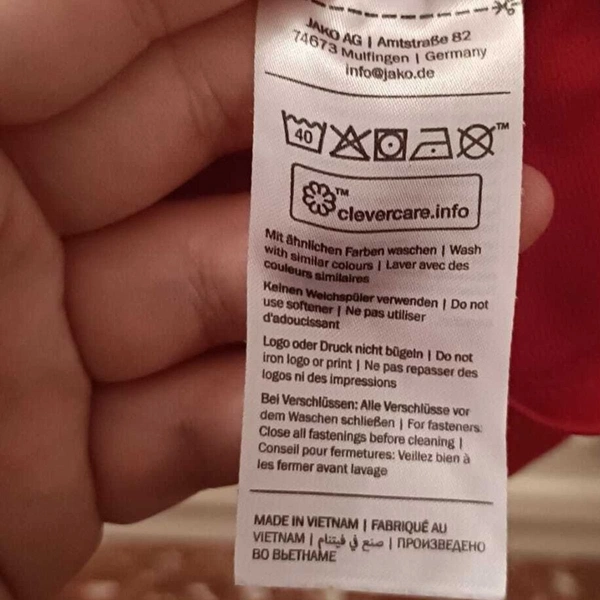 JAKO AG | Amtstraße 82
74673 Mulfingen | Germany
info@jako.de
40
TM
TM
clevercare.info
Mit ähnlichen Farben waschen | Wash
with similar colours | Laver avec des
couleurs similaires
Keinen Weichspüler verwenden | Do not
use softener | Ne pas utiliser
d'adoucissant
Logo oder Druck nicht bügeln | Do not
iron logo or print | Ne pas repasser des
logos ni des impressions
Bei Verschlüssen: Alle Verschlüsse vor
dem Waschen schließen | For fasteners:
Close all fastenings before cleaning |
Conseil pour fermetures: Veillez bien à
les fermer avant lavage
MADE IN VIETNAM | FABRIQUÉ AU
VIETNAM | صنع في فيتنام | ПРОИЗВЕДЕНО
ВО ВЬЕТНАМЕ